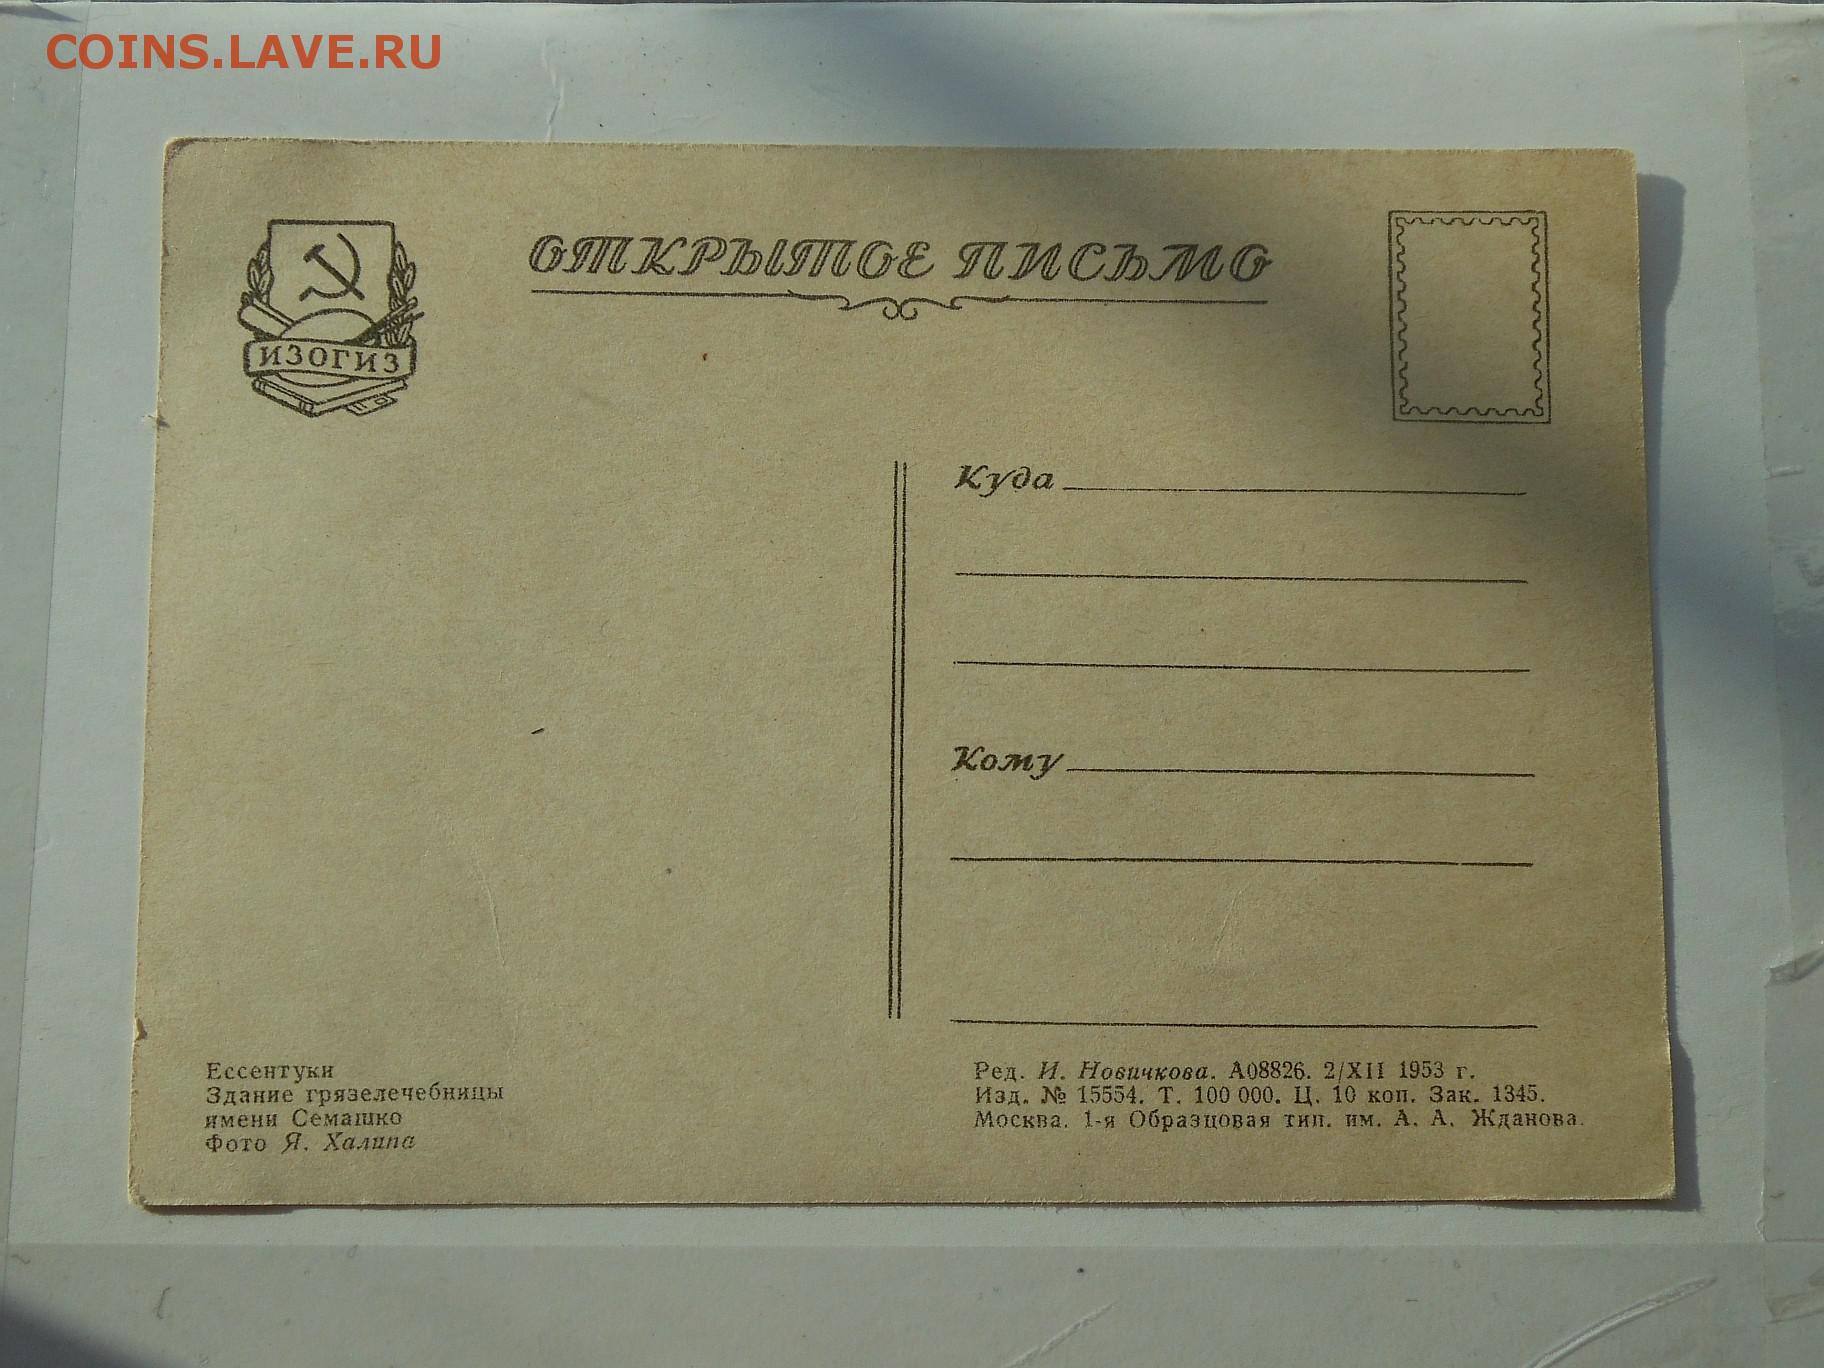 COINS.LAVE.RU
ОТКРЫТОЕ ПИСЬМО
ИЗОГИЗ
Куда
Кому
Ессентуки
Здание грязелечебницы
имени Семашко
Фото Я. Халипа
Ред. И. Новичкова. А08826. 2/XII 1953 г.
Изд. № 15554. Т. 100 000. Ц. 10 коп. Зак. 1345.
Москва. 1-я Образцовая тип. им. А. А. Жданова.